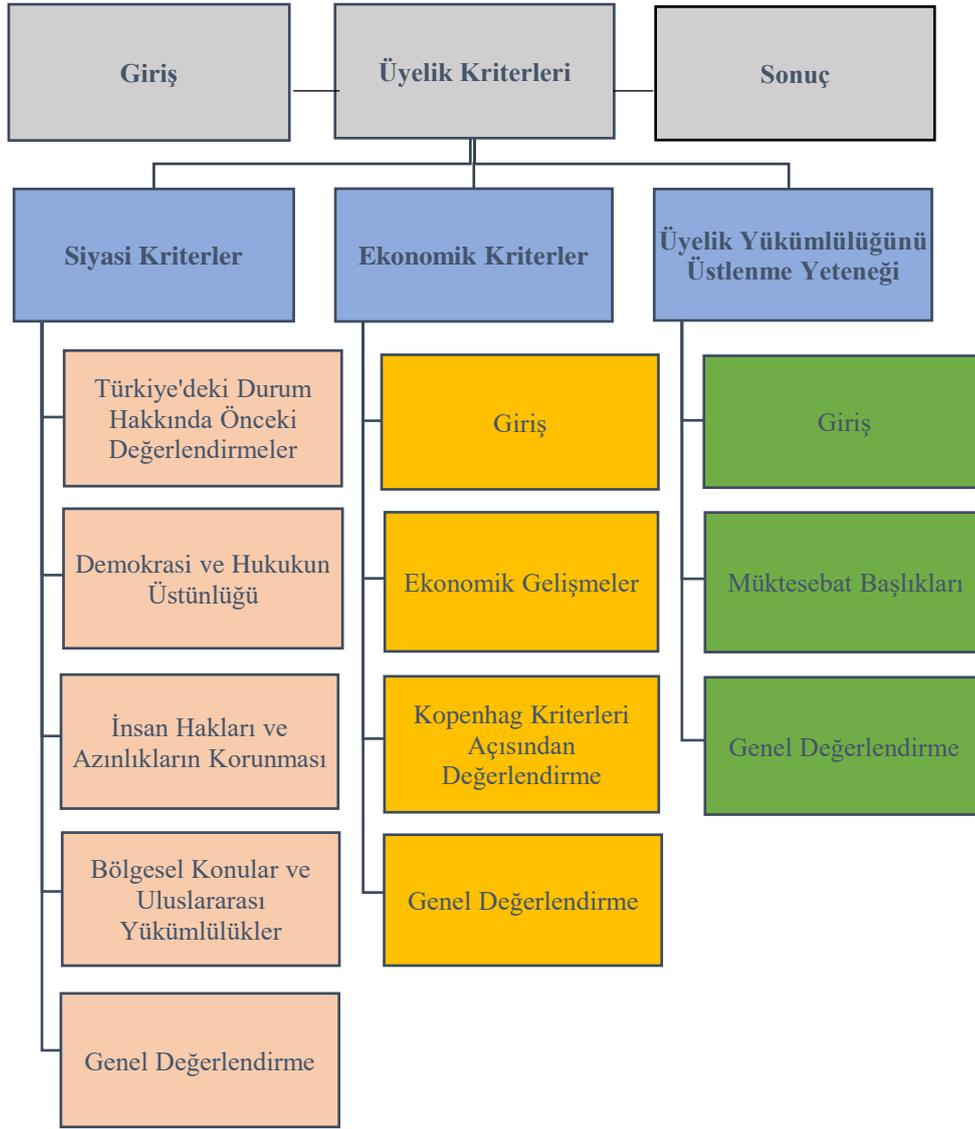 Giriş
Üyelik Kriterleri
Sonuç
Siyasi Kriterler
Ekonomik Kriterler
Üyelik Yükümlülüğünü
Üstlenme Yeteneği
Türkiye'deki Durum
Hakkında Önceki
Değerlendirmeler
Demokrasi ve Hukukun
Üstünlüğü
İnsan Hakları ve
Azınlıkların Korunması
Bölgesel Konular ve
Uluslararası
Yükümlülükler
Genel Değerlendirme
Giriş
Ekonomik Gelişmeler
Kopenhag Kriterleri
Açısından
Değerlendirme
Genel Değerlendirme
Giriş
Müktesebat Başlıkları
Genel Değerlendirme